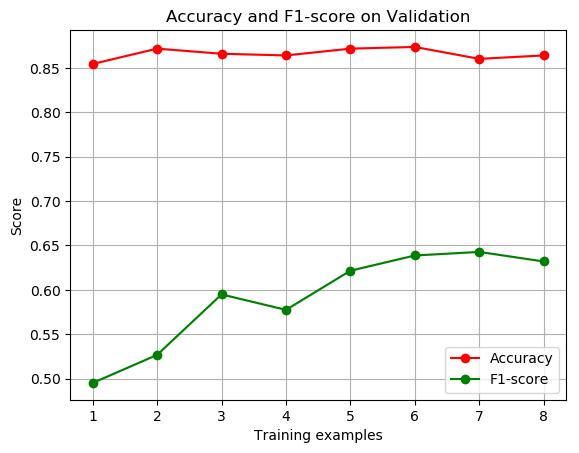 Accuracy and F1-score on Validation
Score
0.85
0.80
0.75
0.70
0.65
0.60
0.55
0.50
Accuracy
F1-score
1 2 3 4 5 6 7 8
Training examples